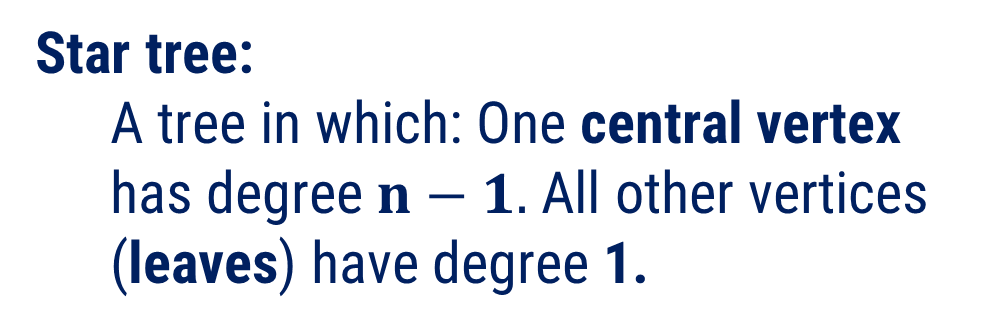 Star tree:
A tree in which: One central vertex
has degree n − 1. All other vertices
(leaves) have degree 1.